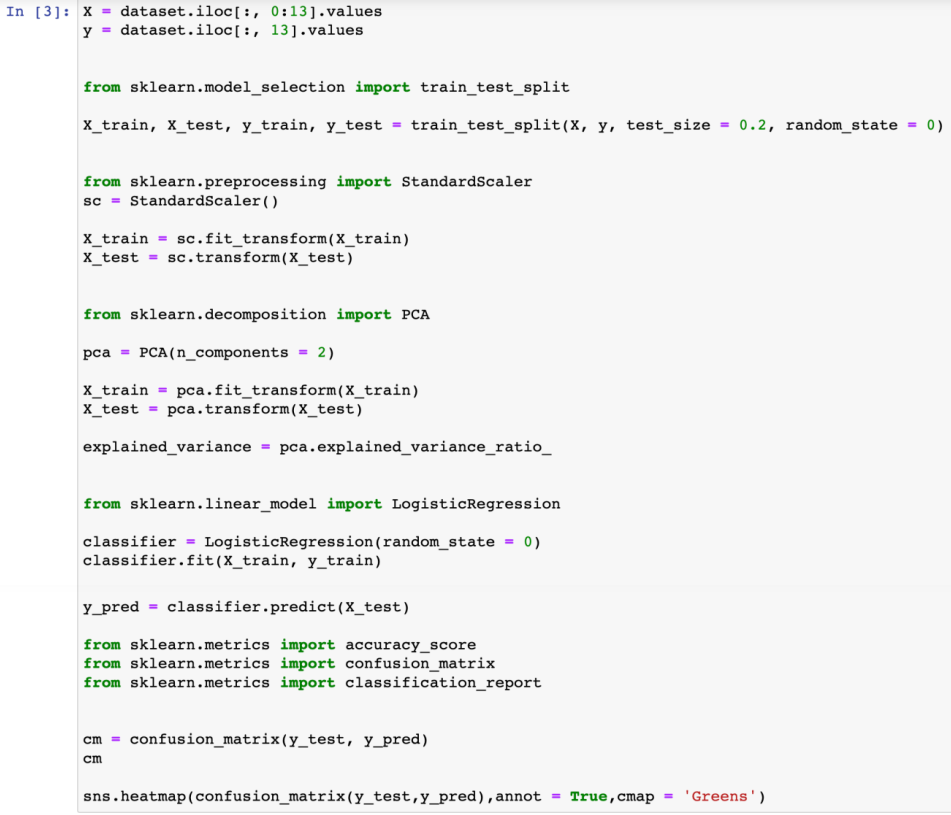 In [3]: X = dataset.iloc[:, 0:13].values
y = dataset.iloc[:, 13].values
from sklearn.model_selection import train_test_split
X_train, X_test, y_train, y_test = train_test_split(X, y, test_size = 0.2, random_state = 0)
from sklearn.preprocessing import StandardScaler
sc = StandardScaler()
X_train = sc.fit_transform(X_train)
X_test = sc.transform(X_test)
from sklearn.decomposition import PCA
pca = PCA(n_components = 2)
X_train = pca.fit_transform(X_train)
X_test = pca.transform(X_test)
explained_variance = pca.explained_variance_ratio_
from sklearn.linear_model import LogisticRegression
classifier = LogisticRegression(random_state = 0)
classifier.fit(X_train, y_train)
y_pred = classifier.predict(X_test)
from sklearn.metrics import accuracy_score
from sklearn.metrics import confusion_matrix
from sklearn.metrics import classification_report
cm = confusion_matrix(y_test, y_pred)
cm
sns.heatmap(confusion_matrix(y_test,y_pred),annot = True,cmap = 'Greens')